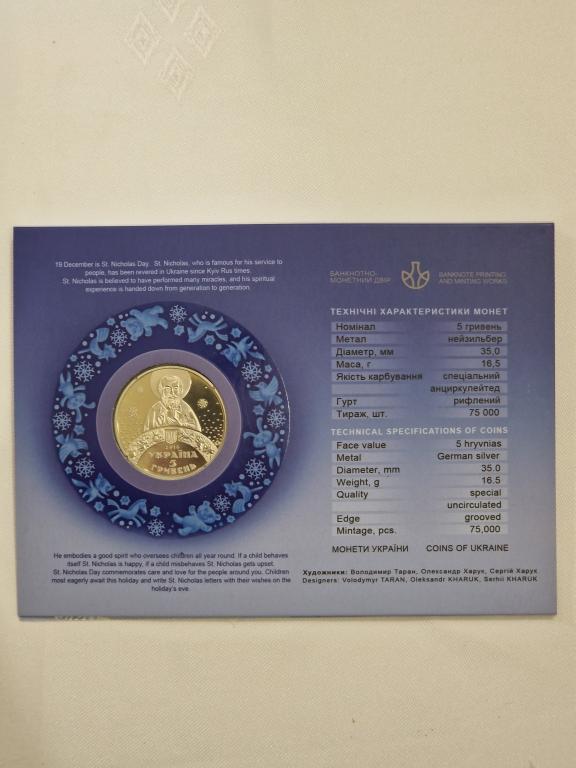 19 December is St. Nicholas Day. St. Nicholas, who is famous for his service to
people, has been revered in Ukraine since Kyiv Rus times.
St. Nicholas is believed to have performed many miracles, and his spiritual
experience is handed down from generation to generation.
УКРАЇНА
5
ГРИВЕНЬ
He embodies a good spirit who oversees children all year round. If a child behaves
itself St. Nicholas is happy, if a child misbehaves St. Nicholas gets upset.
St. Nicholas Day commemorates care and love for the people around you. Children
most eagerly await this holiday and write St. Nicholas letters with their wishes on the
holiday's eve.
БАНКНОТНО-
МОНЕТНИЙ ДВІР
BANKNOTE PRINTING
AND MINTING WORKS
ТЕХНІЧНІ ХАРАКТЕРИСТИКИ МОНЕТ
Номінал 5 гривень
Метал нейзильбер
Діаметр, мм 35,0
Маса, г 16,5
Якість карбування спеціальний
анциркулейтед
Гурт рифлений
Тираж, шт. 75 000
TECHNICAL SPECIFICATIONS OF COINS
Face value 5 hryvnias
Metal German silver
Diameter, mm 35.0
Weight, g 16.5
Quality special
uncirculated
Edge grooved
Mintage, pcs. 75,000
МОНЕТИ УКРАЇНИ COINS OF UKRAINE
Художники: Володимир Таран, Олександр Харук, Сергій Харук
Designers: Volodymyr TARAN, Oleksandr KHARUK, Serhii KHARUK